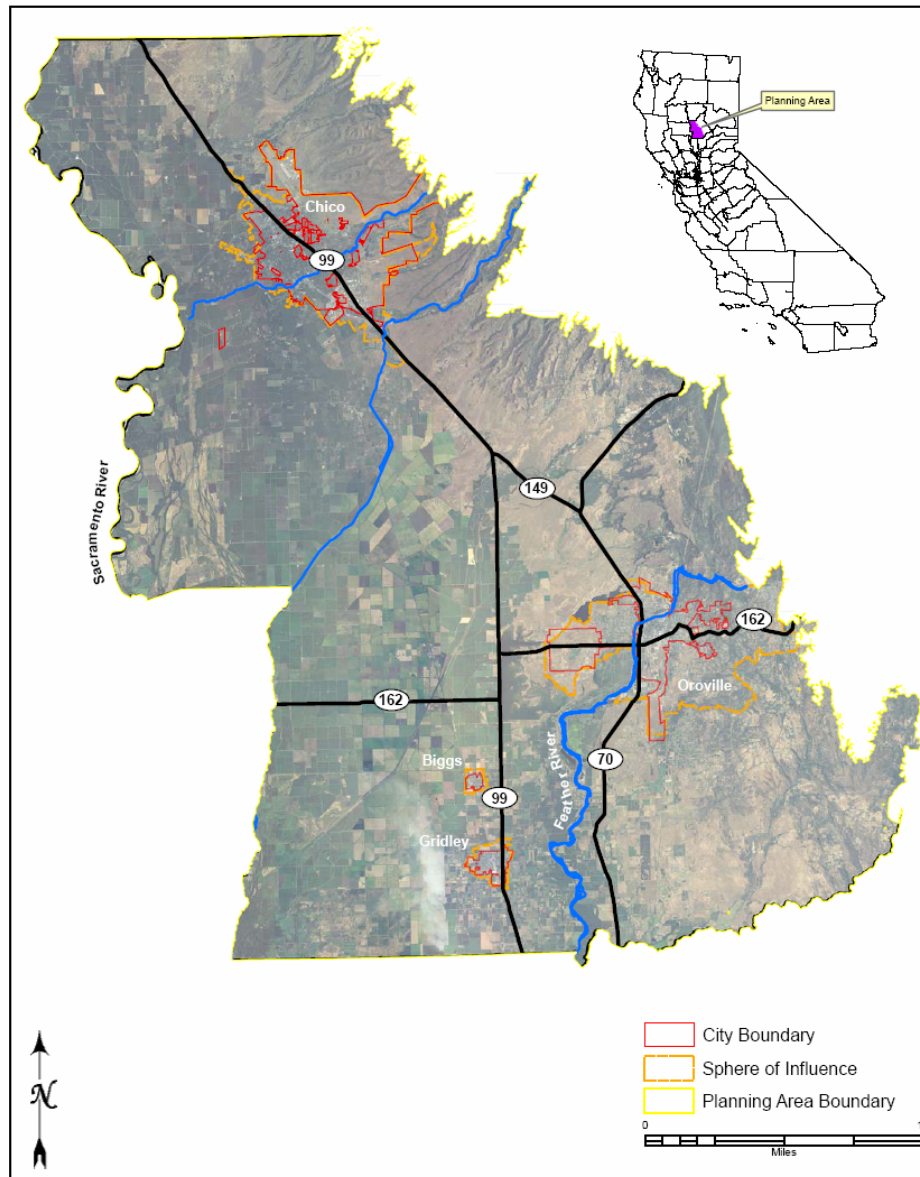 Planning Area
Chico
99
149
Sacramento River
162
Oroville
162
Biggs
70
Feather River
99
Gridley
N
City Boundary
Sphere of Influence
Planning Area Boundary
0
Miles